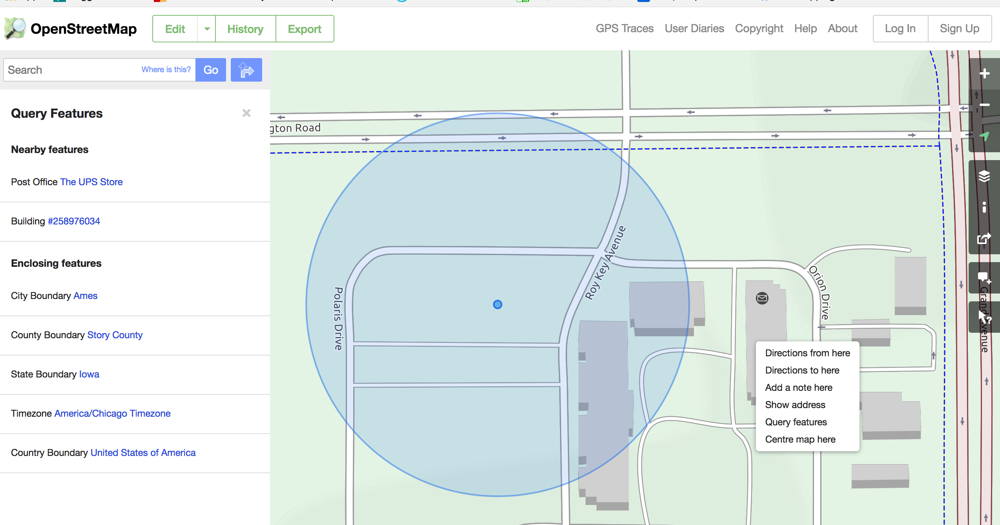 OpenStreetMap
Edit
History
Export
GPS Traces
User Diaries
Copyright
Help
About
Log In
Sign Up
Search
Where is this?
Go
Query Features
Nearby features
Post Office The UPS Store
Building #258976034
Enclosing features
City Boundary Ames
County Boundary Story County
State Boundary Iowa
Timezone America/Chicago Timezone
Country Boundary United States of America
gton Road
Roy Key Avenue
Polaris Drive
Orion Drive
Grand Avenue
Directions from here
Directions to here
Add a note here
Show address
Query features
Centre map here